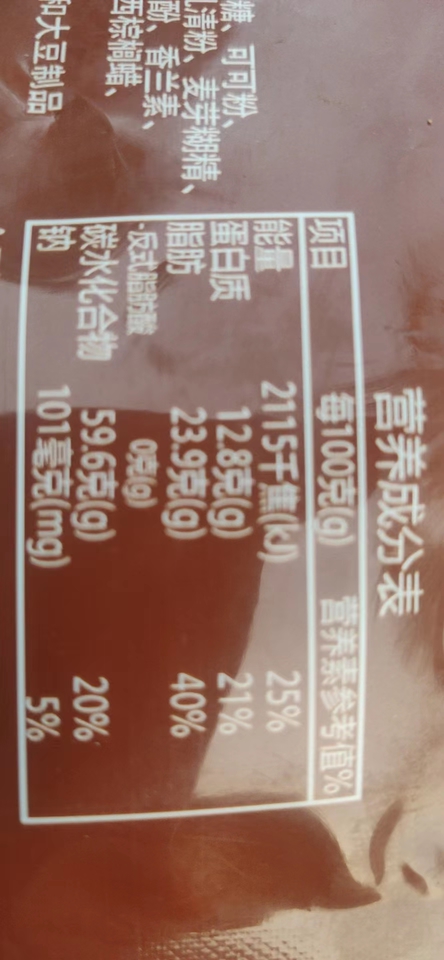 糖、可可粉、
清粉、麦芽糊精、
酚、香兰素、
西棕榈蜡、
和大豆制品
营养成分表
项目 每100克(g) 营养素参考值%
能量 2115千焦(kJ) 25%
蛋白质 12.8克(g) 21%
脂肪 23.9克(g) 40%
-反式脂肪酸 0克(g)
碳水化合物 59.6克(g) 20%
钠 101毫克(mg) 5%